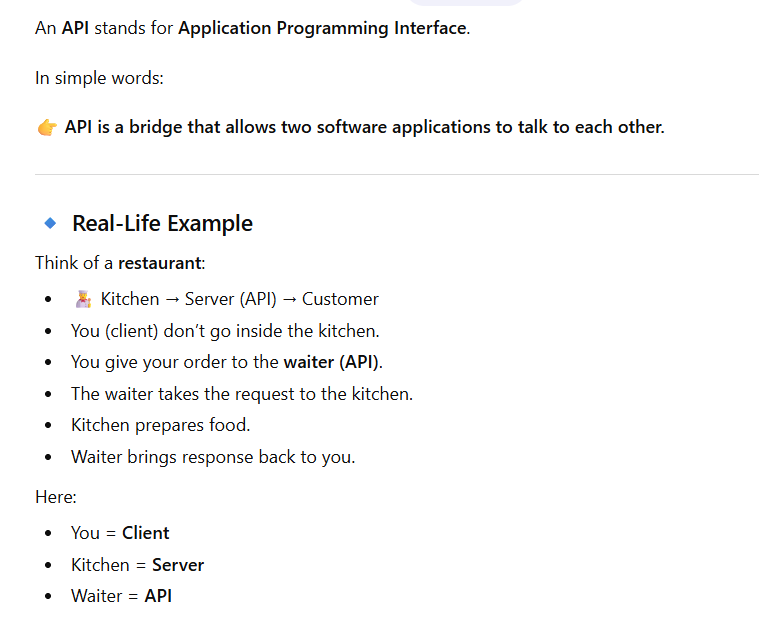 An API stands for Application Programming Interface.
In simple words:
👉 API is a bridge that allows two software applications to talk to each other.
🔹 Real-Life Example
Think of a restaurant:
• 👨‍🍳 Kitchen → Server (API) → Customer
• You (client) don’t go inside the kitchen.
• You give your order to the waiter (API).
• The waiter takes the request to the kitchen.
• Kitchen prepares food.
• Waiter brings response back to you.
Here:
• You = Client
• Kitchen = Server
• Waiter = API